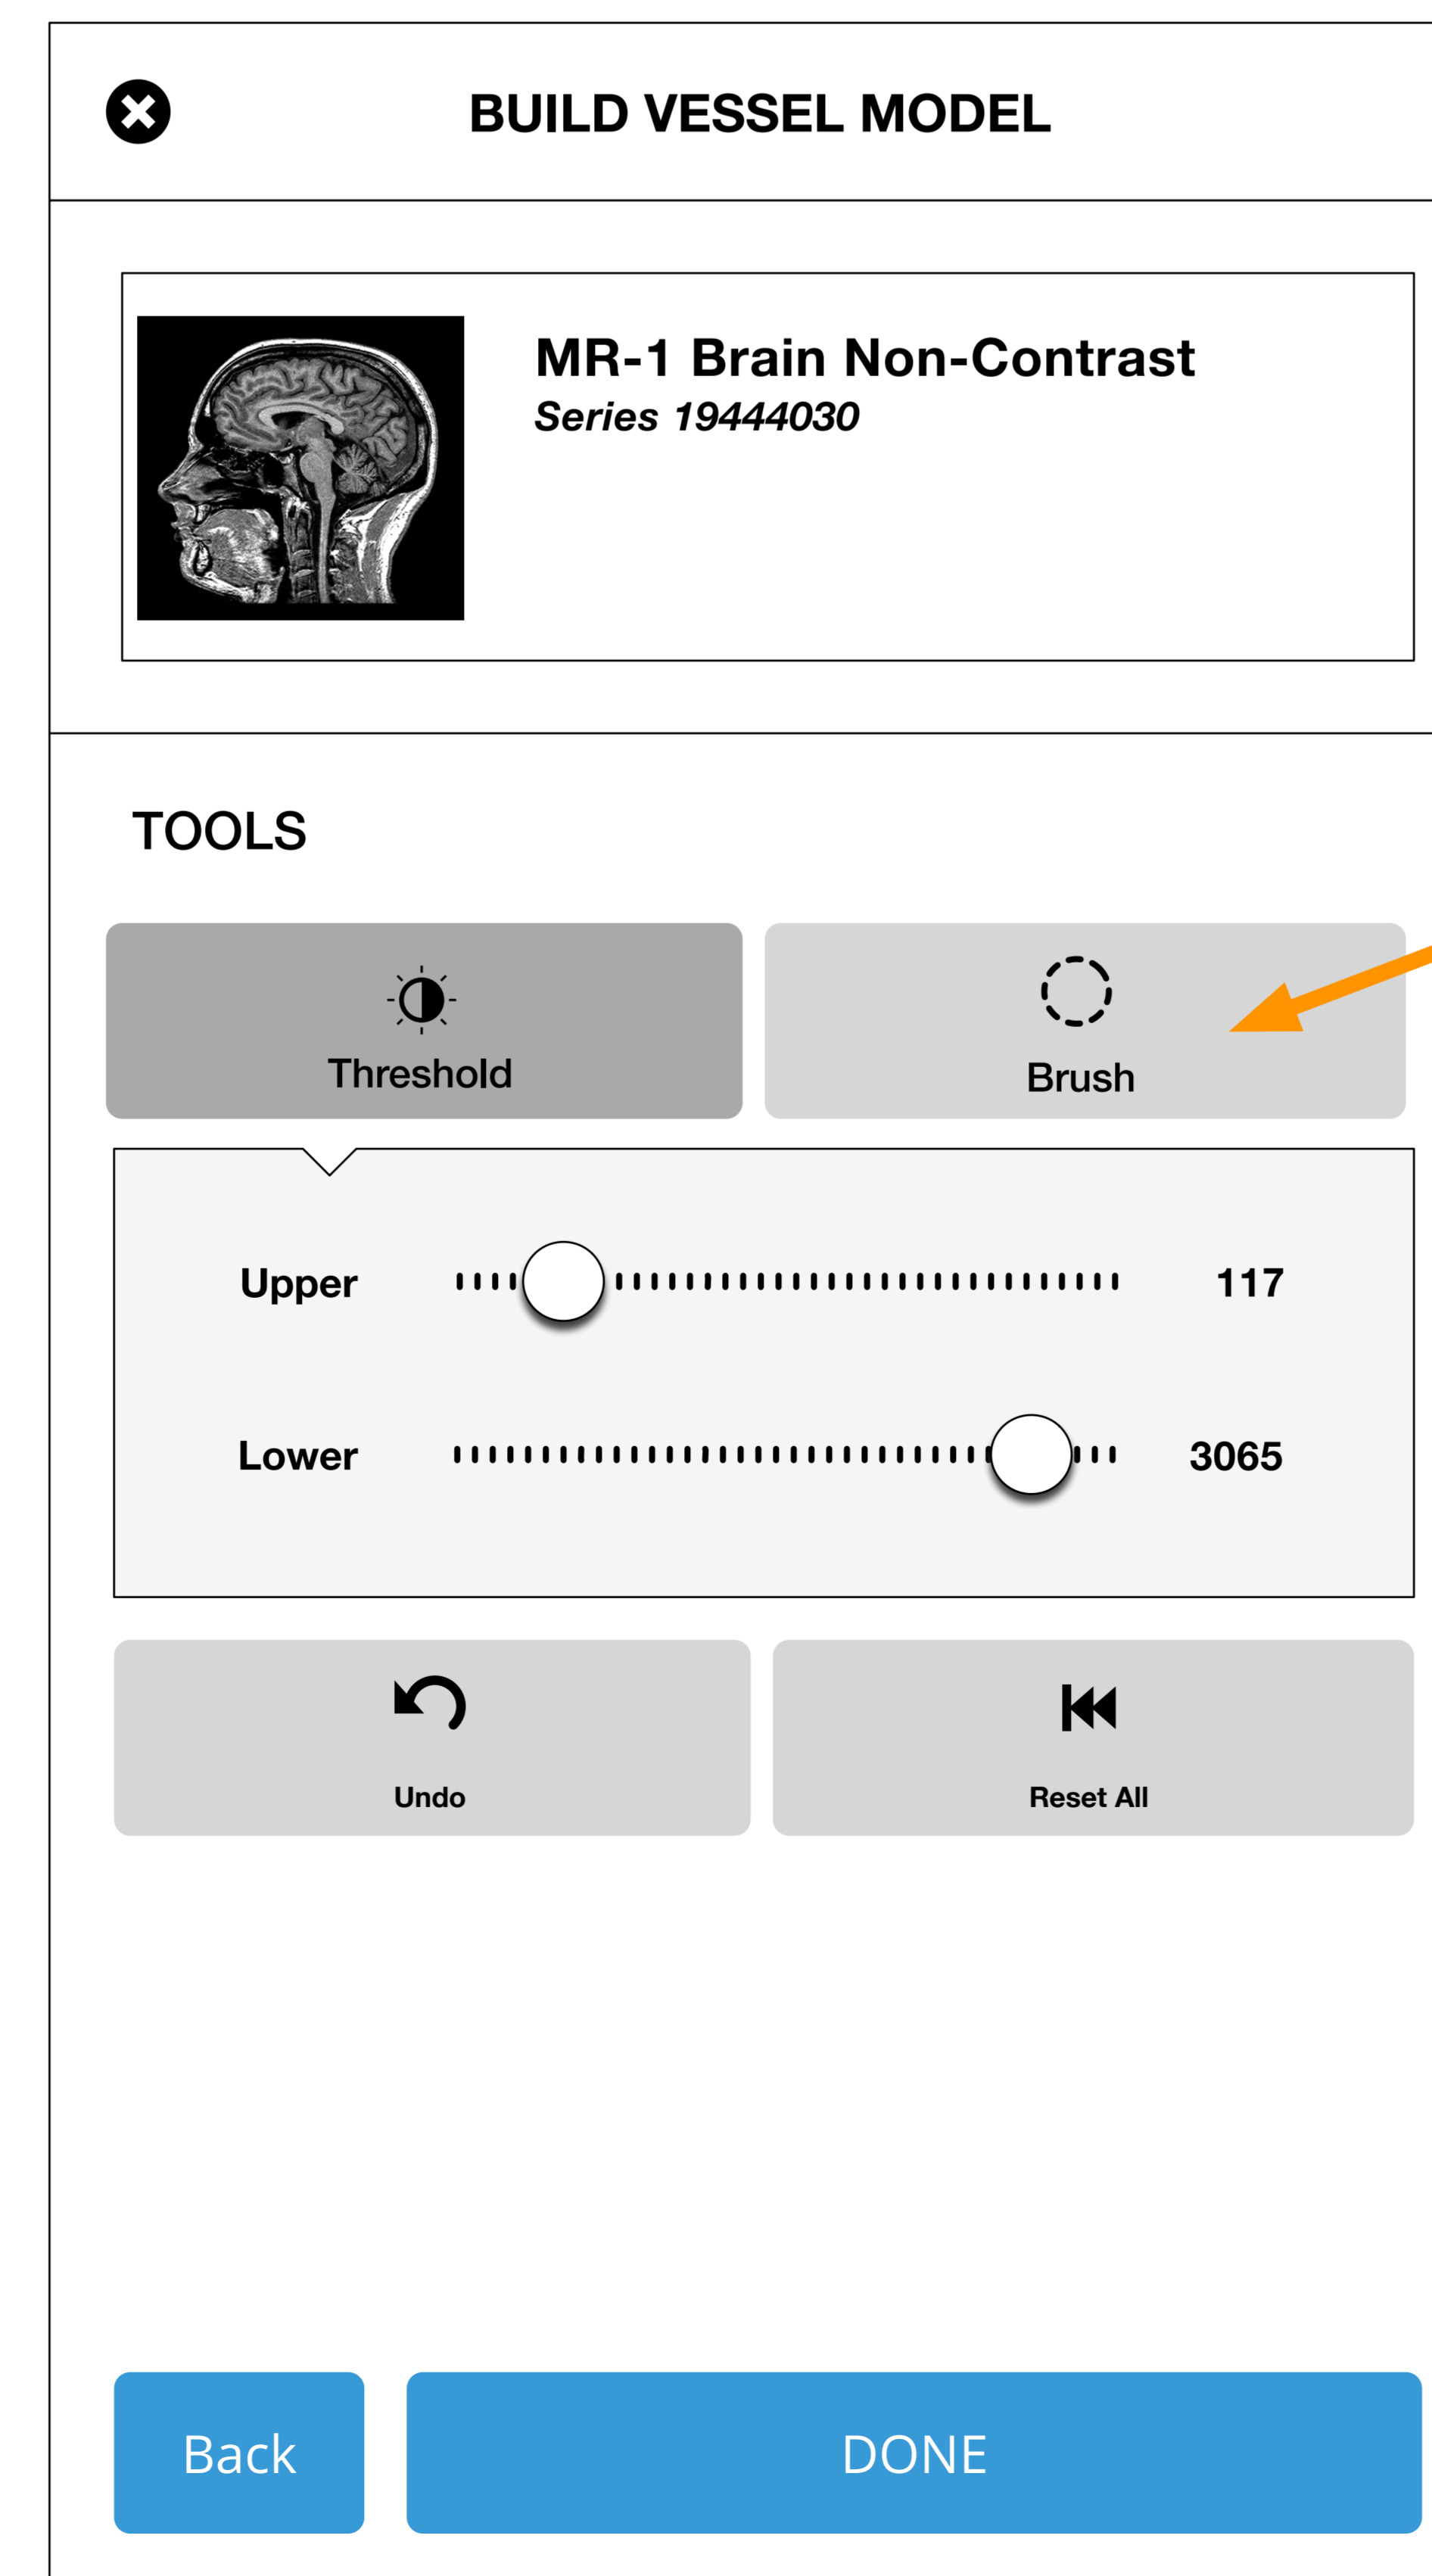 BUILD VESSEL MODEL
MR-1 Brain Non-Contrast
Series 19444030
TOOLS
Threshold
Brush
Upper 117
Lower 3065
Undo
Reset All
Back
DONE